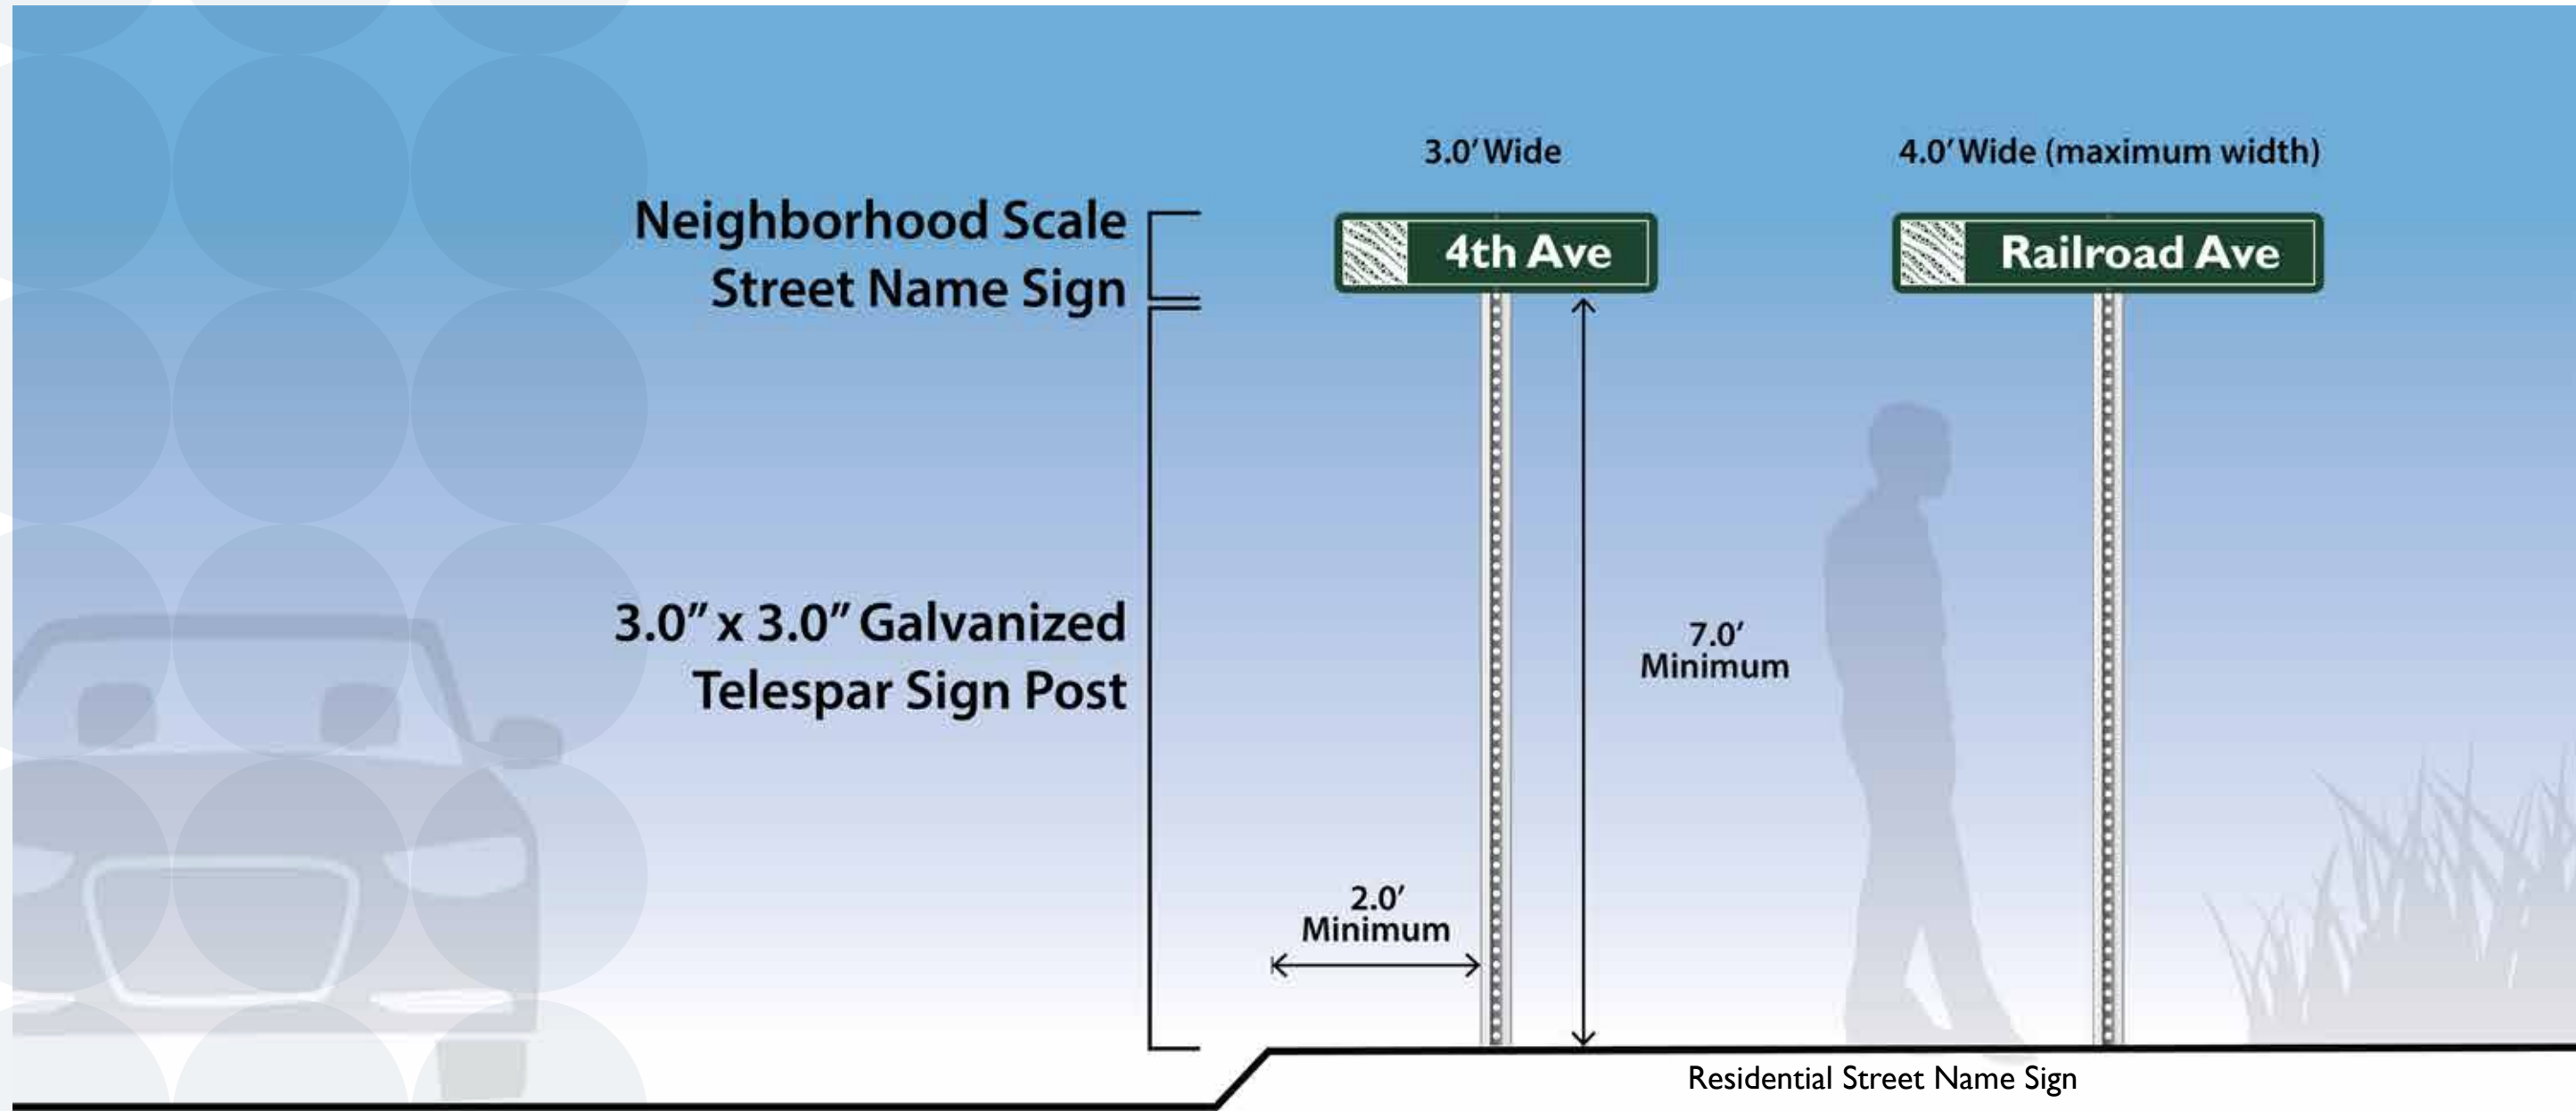 3.0′ Wide
4.0′ Wide (maximum width)
Neighborhood Scale
Street Name Sign
4th Ave
Railroad Ave
3.0″ x 3.0″ Galvanized
Telespar Sign Post
7.0′
Minimum
2.0′
Minimum
Residential Street Name Sign